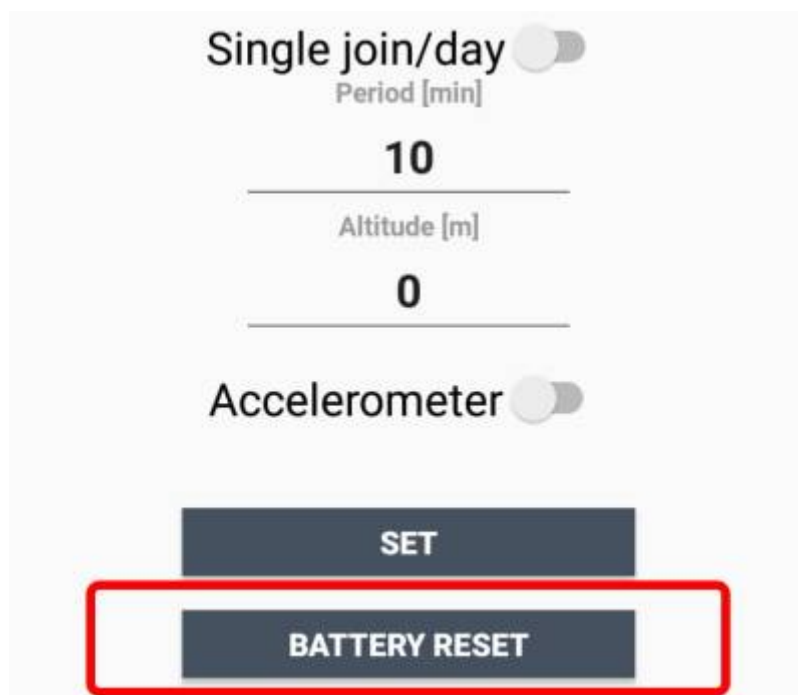 Single join/day
Period [min]
10
Altitude [m]
0
Accelerometer
SET
BATTERY RESET